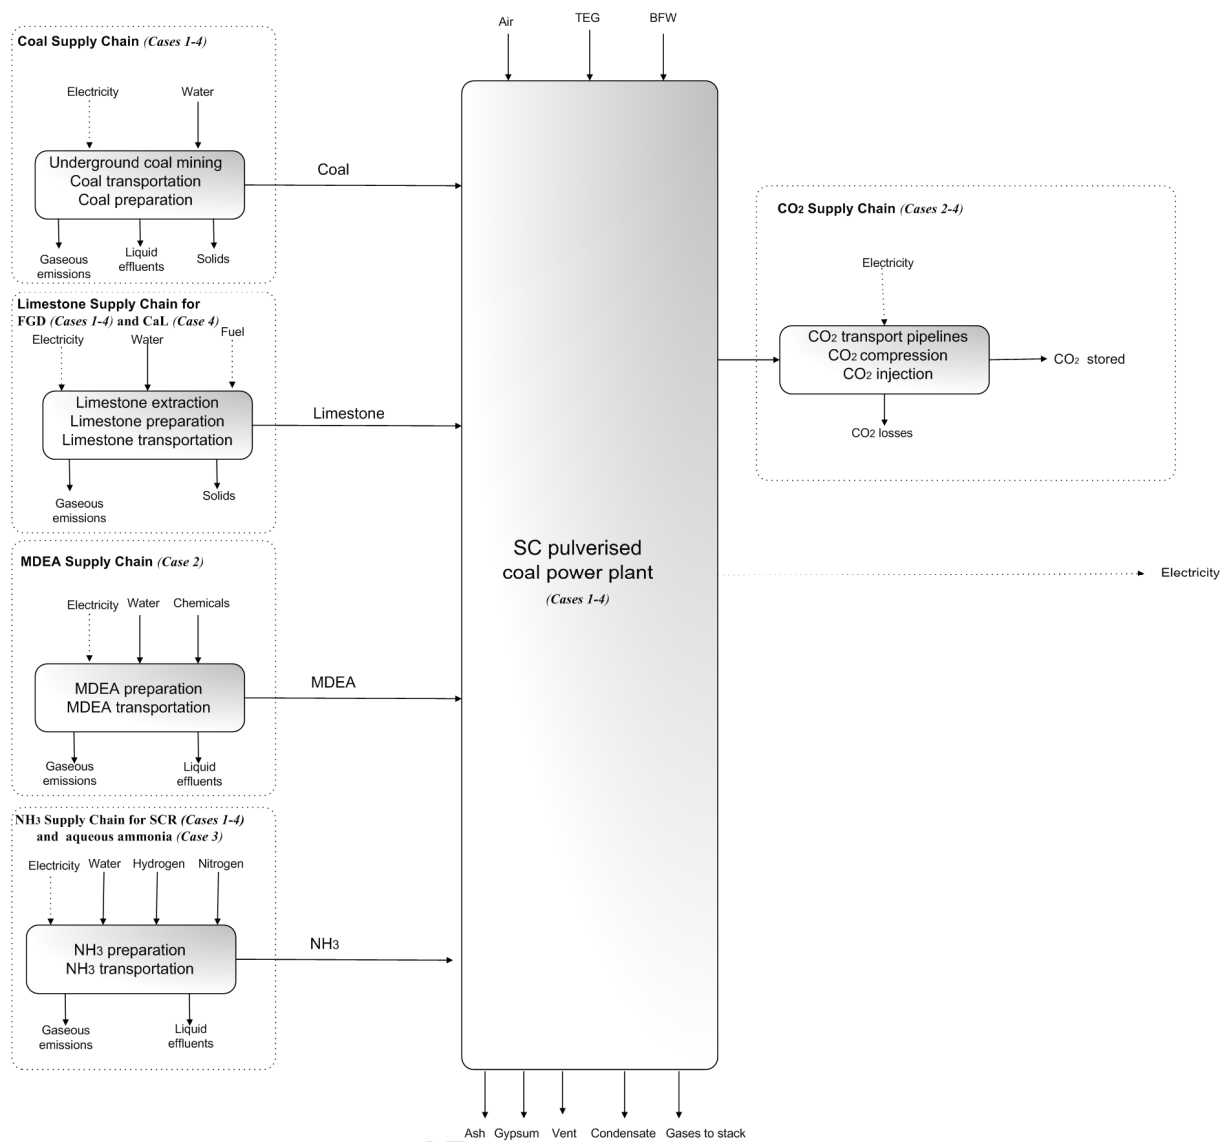 Air
TEG
BFW
Coal Supply Chain (Cases 1-4)
Electricity
Water
Underground coal mining
Coal transportation
Coal preparation
Coal
Gaseous
emissions
Liquid
effluents
Solids
Limestone Supply Chain for
FGD (Cases 1-4) and CaL (Case 4)
Electricity
Water
Fuel
Limestone extraction
Limestone preparation
Limestone transportation
Limestone
Gaseous
emissions
Solids
MDEA Supply Chain (Case 2)
Electricity
Water
Chemicals
MDEA preparation
MDEA transportation
MDEA
Gaseous
emissions
Liquid
effluents
NH3 Supply Chain for SCR (Cases 1-4)
and aqueous ammonia (Case 3)
Electricity
Water
Hydrogen
Nitrogen
NH3 preparation
NH3 transportation
NH3
Gaseous
emissions
Liquid
effluents
SC pulverised
coal power plant
(Cases 1-4)
CO2 Supply Chain (Cases 2-4)
Electricity
CO2 transport pipelines
CO2 compression
CO2 injection
CO2 stored
CO2 losses
Electricity
Ash
Gypsum
Vent
Condensate
Gases to stack